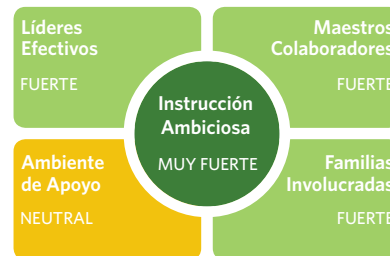 Líderes
Efectivos
FUERTE
Maestros
Colaboradores
FUERTE
Instrucción
Ambiciosa
MUY FUERTE
Ambiente
de Apoyo
NEUTRAL
Familias
Involucradas
FUERTE